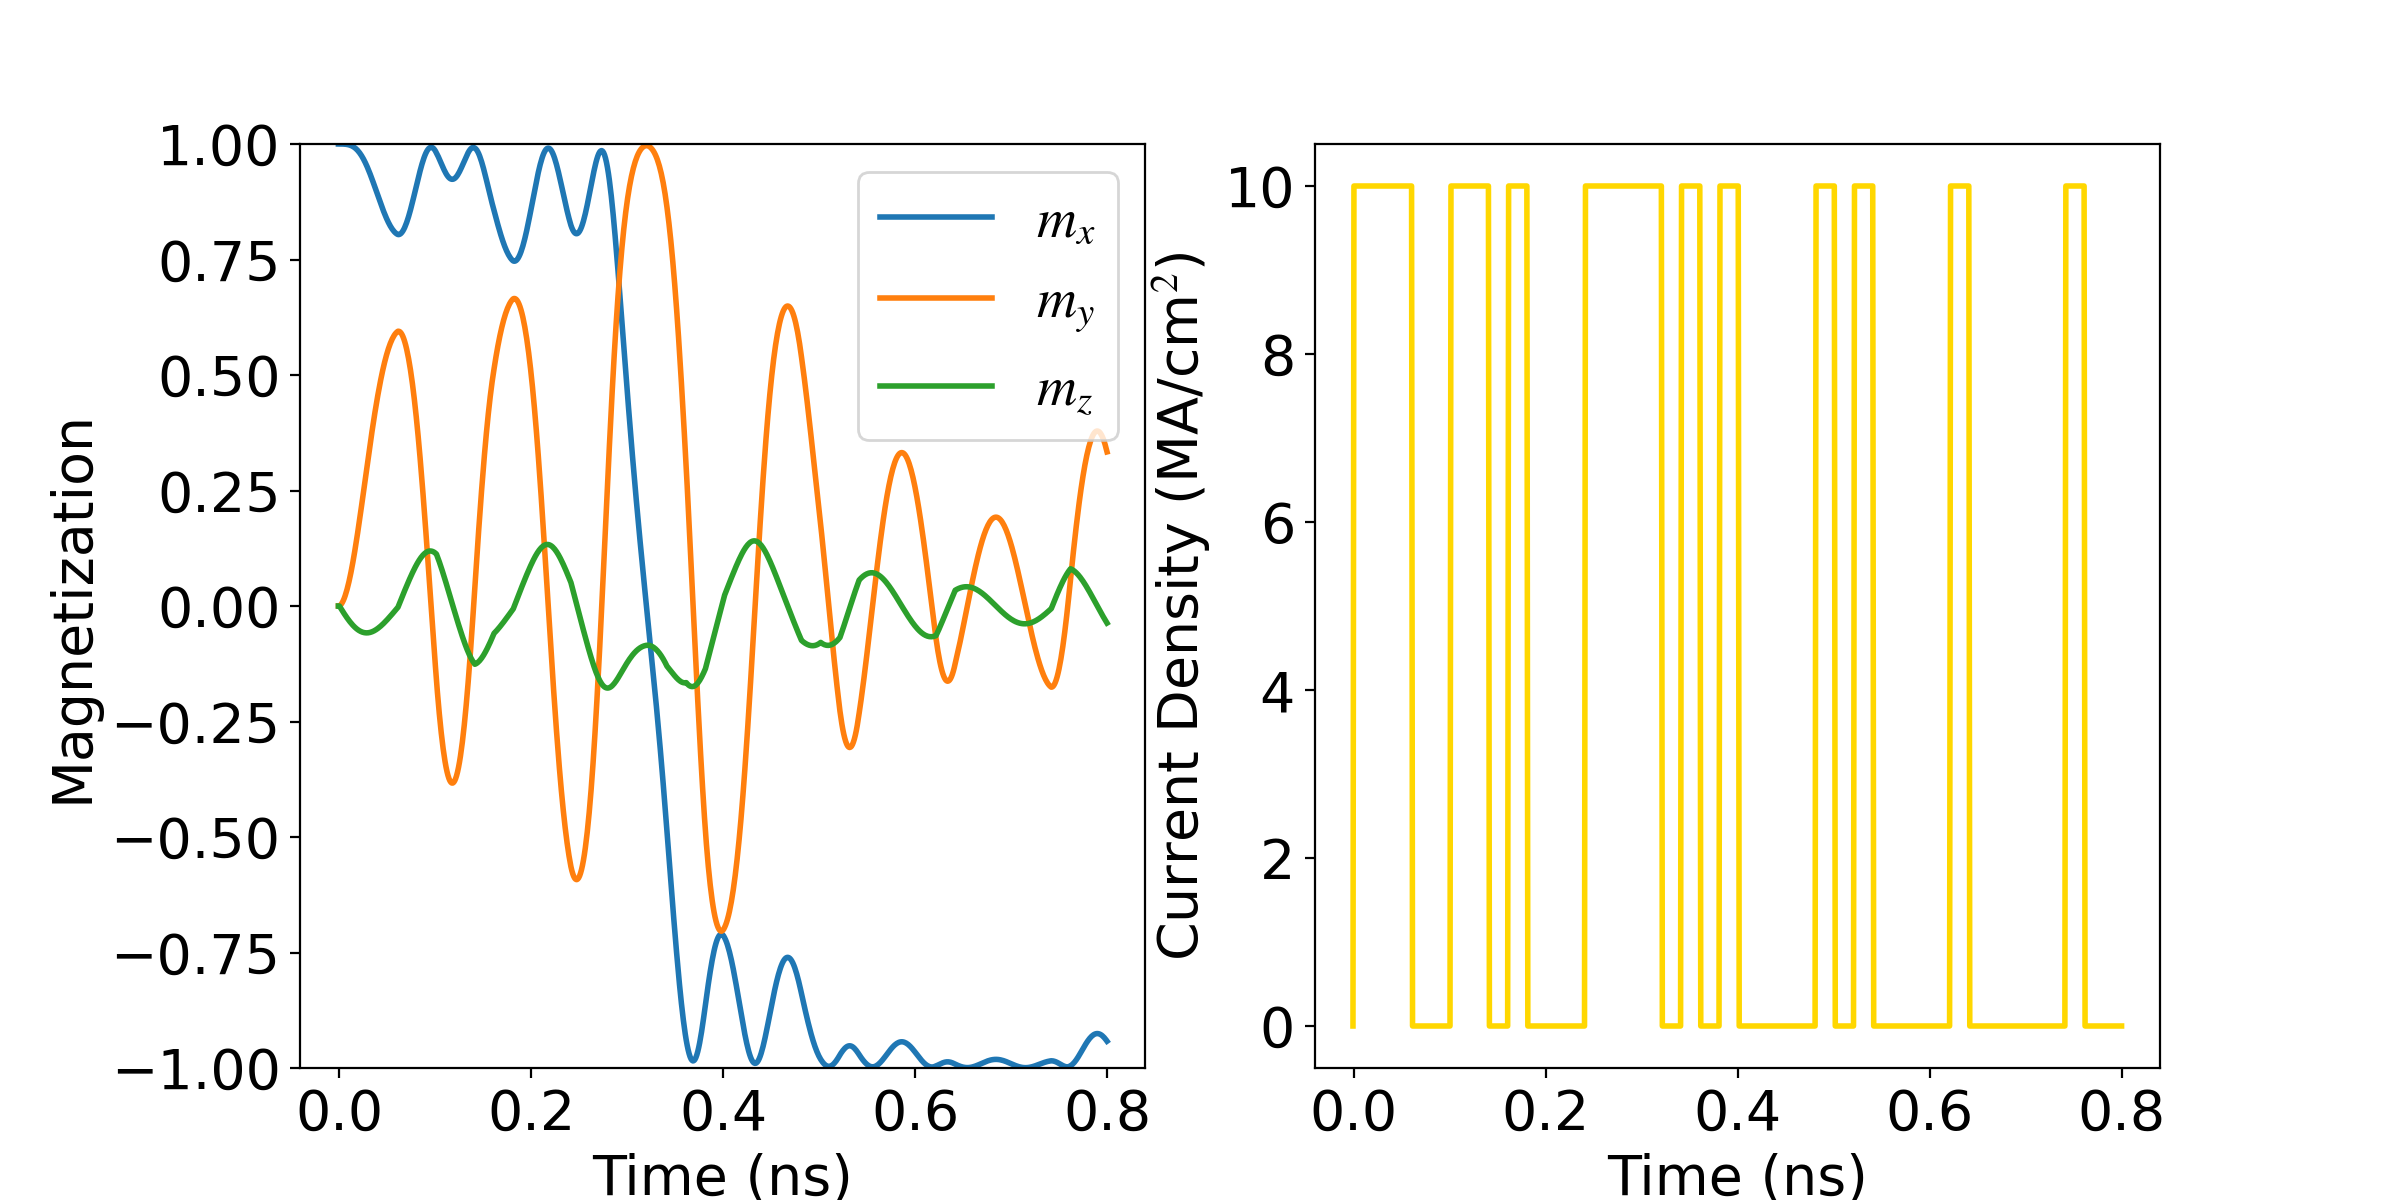 Magnetization
1.00
0.75
0.50
0.25
0.00
−0.25
−0.50
−0.75
−1.00
0.0 0.2 0.4 0.6 0.8
Time (ns)
m_x
m_y
m_z
Current Density (MA/cm²)
10
8
6
4
2
0
0.0 0.2 0.4 0.6 0.8
Time (ns)